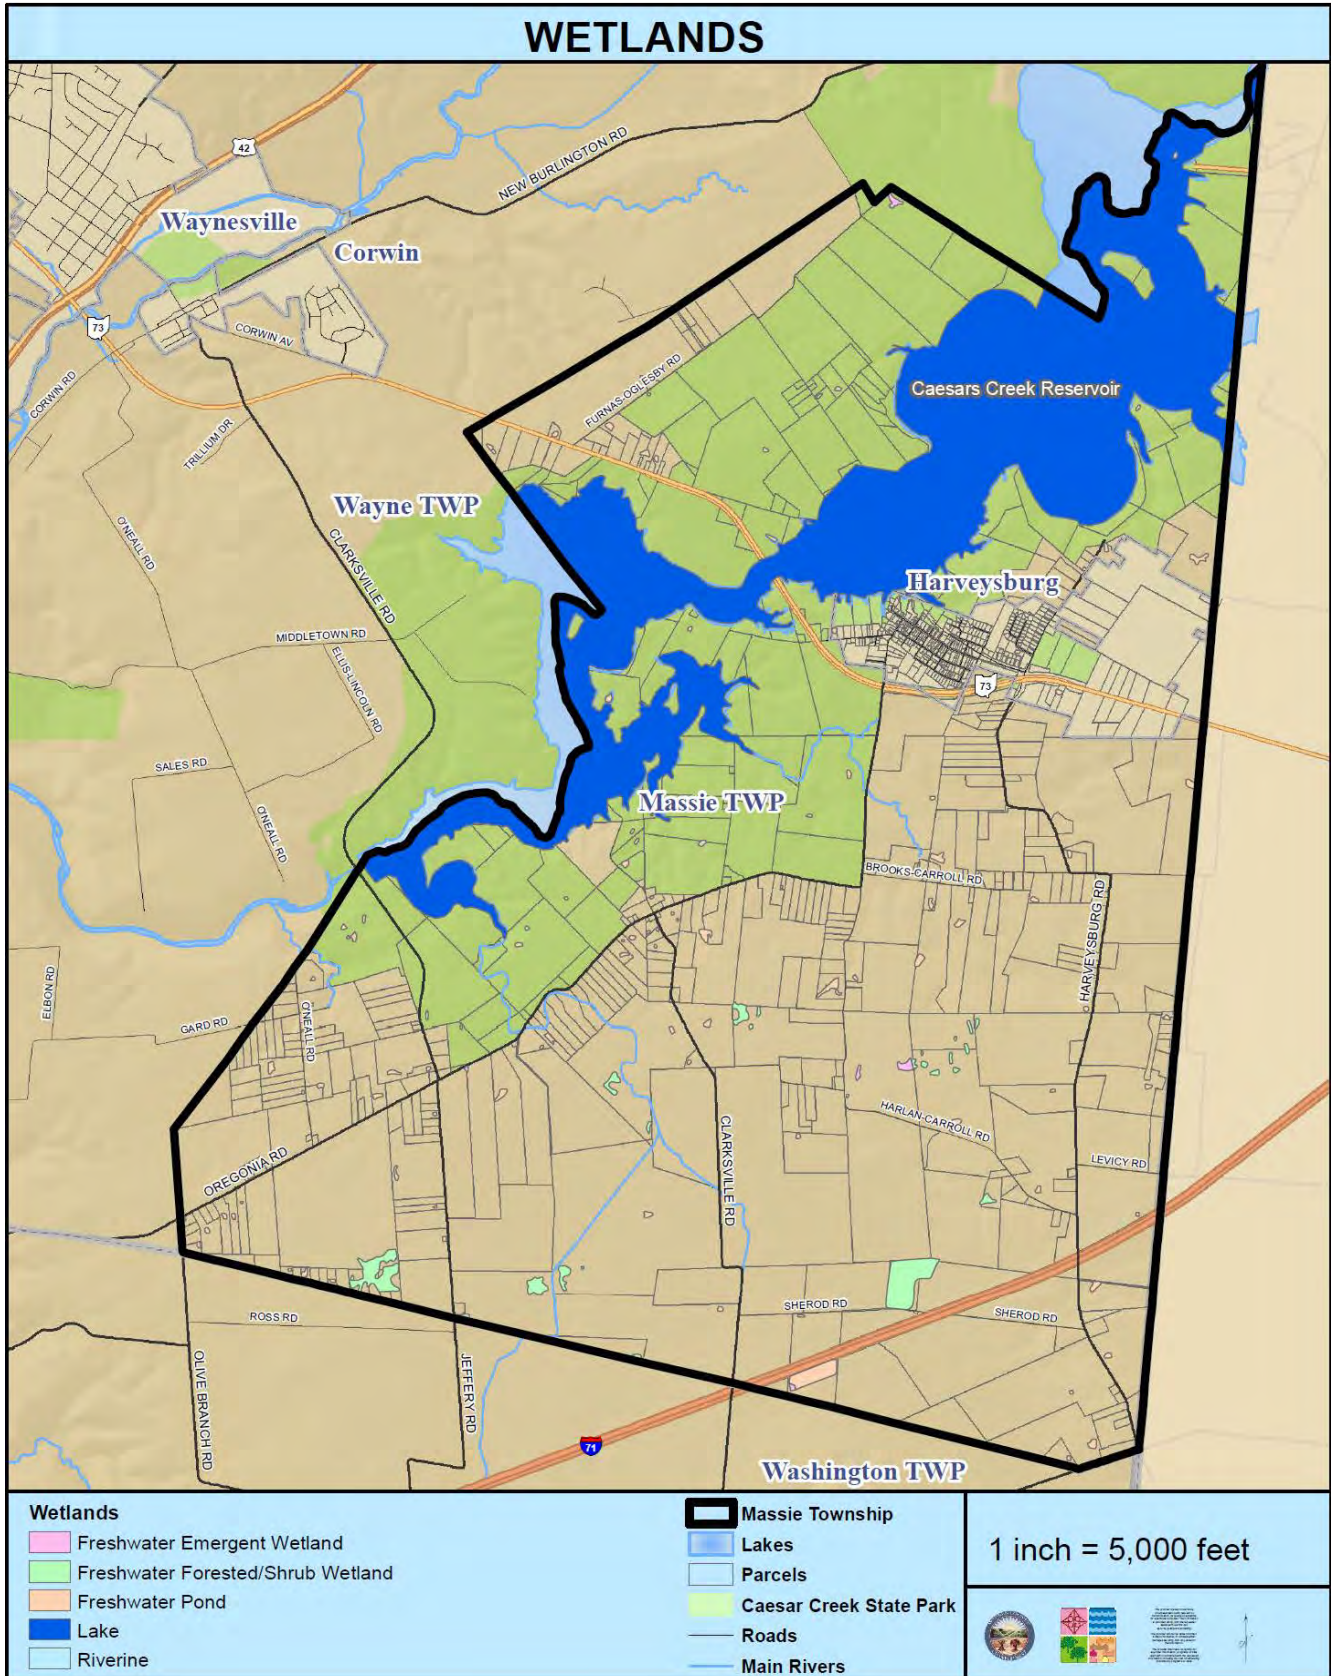 WETLANDS
42
NEW BURLINGTON RD
Waynesville
Corwin
73
CORWIN AV
CORWIN RD
FURNAS-OGLESBY RD
Caesars Creek Reservoir
TRILLIUM DR
Wayne TWP
O'NEALL RD
CLARKSVILLE RD
Harveysburg
MIDDLETOWN RD
ELLIS-LINCOLN RD
73
SALES RD
Massie TWP
O'NEALL RD
BROOKS-CARROLL RD
HARVEYSBURG RD
ELBON RD
GARD RD
O'NEALL RD
HARLAN-CARROLL RD
CLARKSVILLE RD
LEVICY RD
OREGONIA RD
SHEROD RD
SHEROD RD
ROSS RD
OLIVE BRANCH RD
JEFFERY RD
71
Washington TWP
Wetlands
Freshwater Emergent Wetland
Freshwater Forested/Shrub Wetland
Freshwater Pond
Lake
Riverine
Massie Township
Lakes
Parcels
Caesar Creek State Park
Roads
Main Rivers
1 inch = 5,000 feet